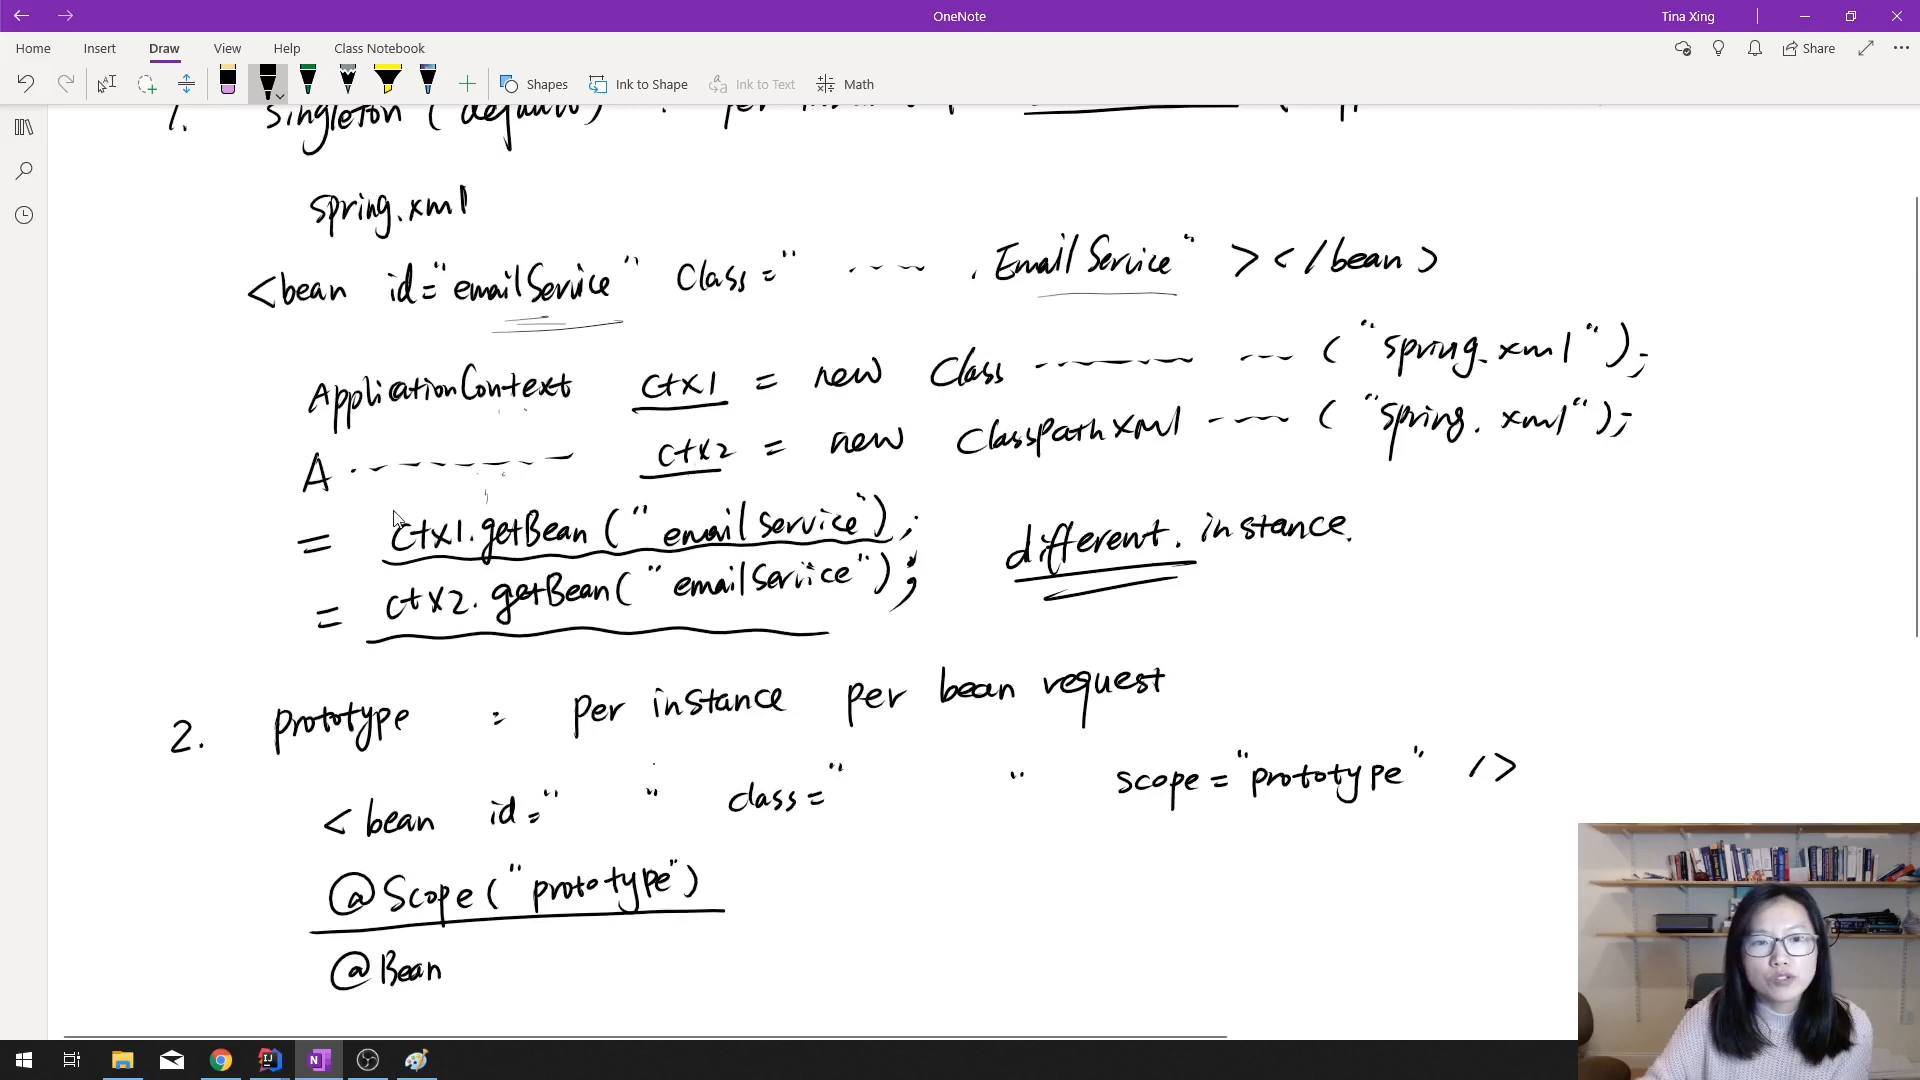 OneNote
Tina Xing
Home Insert Draw View Help Class Notebook
Share
Shapes Ink to Shape Ink to Text Math
1. Singleton (default) : per
spring.xml
<bean id="emailService" Class=" ---- .EmailService" ></bean>
ApplicationContext ctx1 = new Class --------- --- ("spring.xml");
A --------- ctx2 = new ClassPathXml ---- ("spring.xml");
= ctx1.getBean("emailService");
different. instance.
= ctx2.getBean("emailService");
2. prototype : per instance per bean request
<bean id=" " class=" " scope="prototype" />
@Scope("prototype")
@Bean